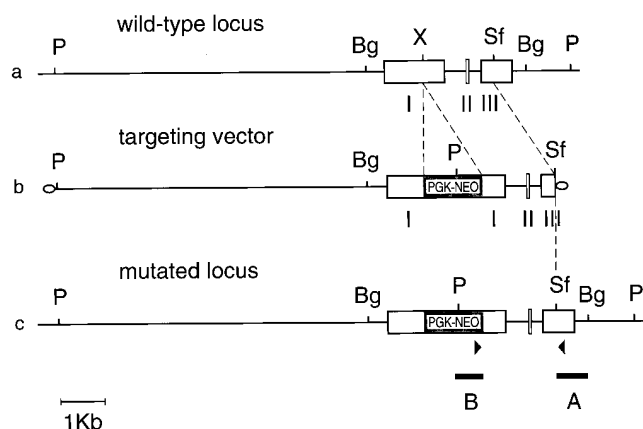 wild-type locus
P Bg X Sf Bg P
a
I II III
targeting vector
P Bg P Sf
b
PGK-NEO
I I II III
mutated locus
P Bg P Sf Bg P
c
PGK-NEO
B A
1Kb